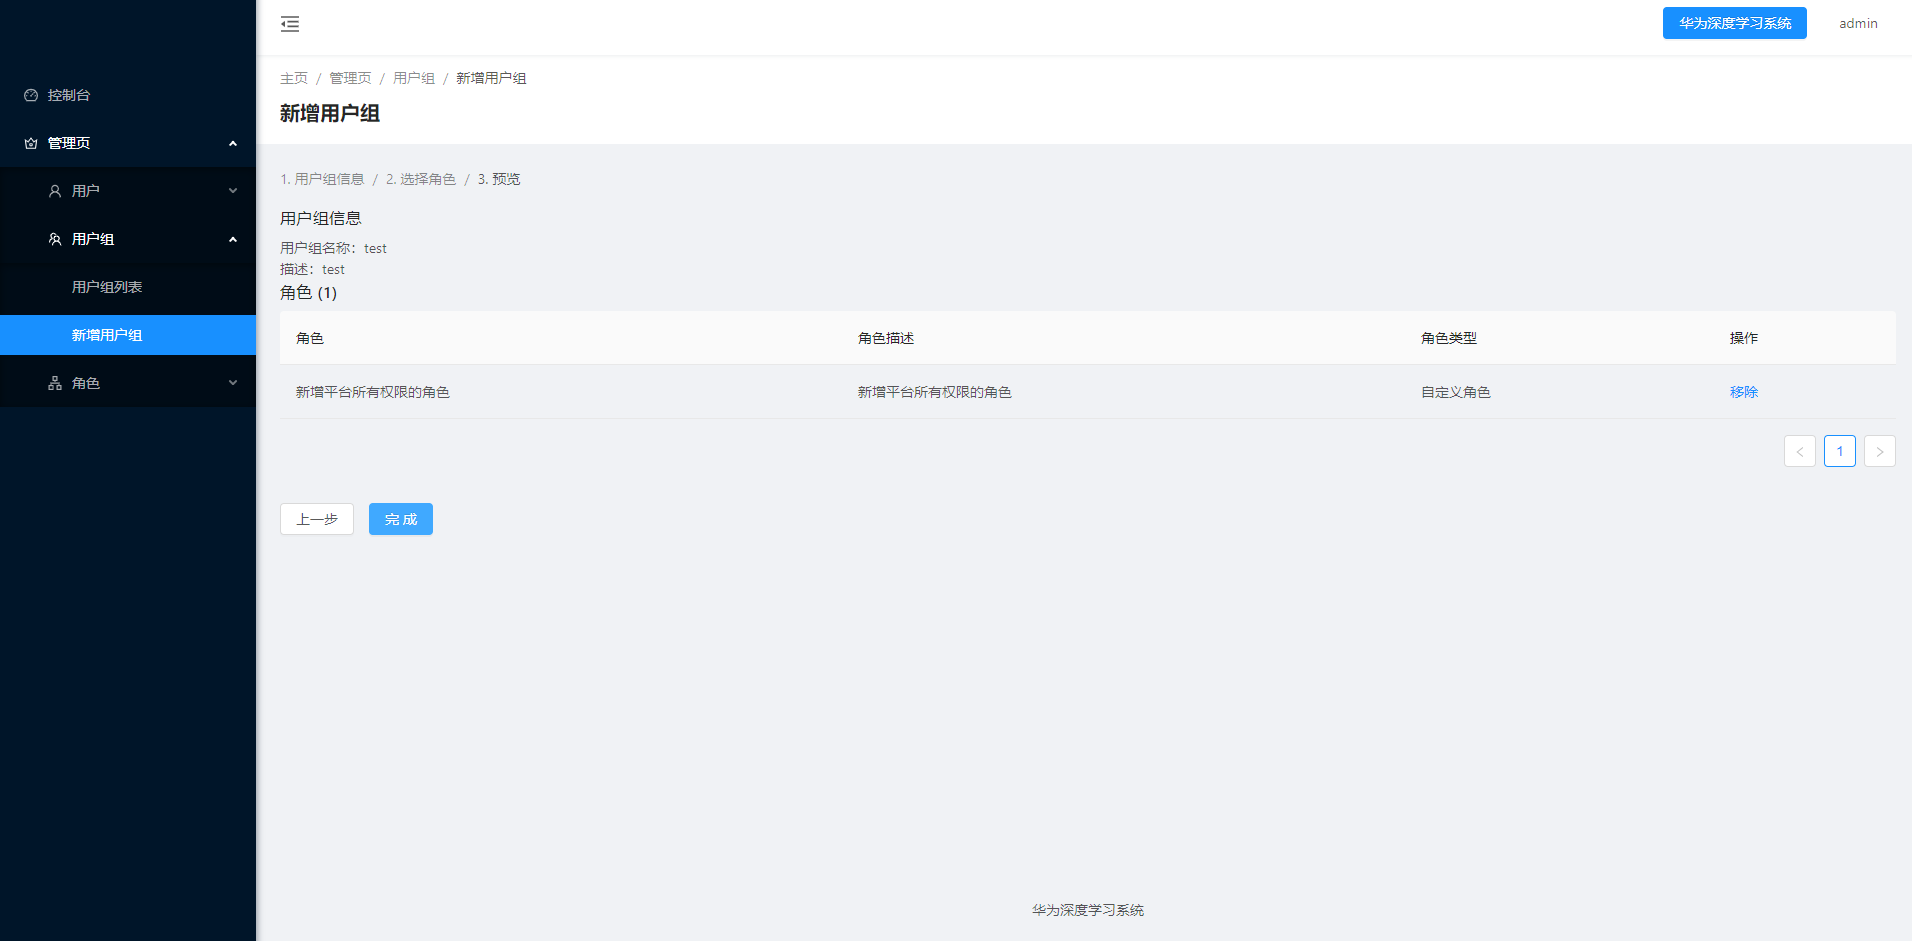 华为深度学习系统 admin
控制台
管理页
用户
用户组
用户组列表
新增用户组
角色
主页 / 管理页 / 用户组 / 新增用户组
新增用户组
1. 用户组信息 / 2. 选择角色 / 3. 预览
用户组信息
用户组名称：test
描述：test
角色 (1)
角色 角色描述 角色类型 操作
新增平台所有权限的角色 新增平台所有权限的角色 自定义角色 移除
< 1 >
上一步 完 成
华为深度学习系统